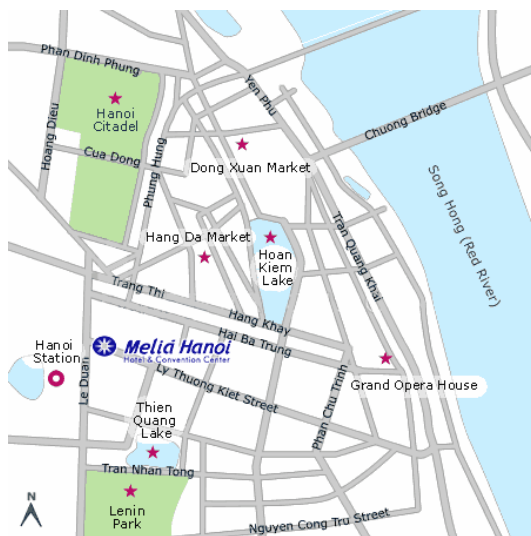 Phan Dinh Phung
Yen Phu
Hanoi
Citadel
Hoang Dieu
Cua Dong
Phung Hung
Dong Xuan Market
Chuong Bridge
Song Hong (Red River)
Tran Quang Khai
Hang Da Market
Hoan
Kiem
Lake
Trang Thi
Hang Khay
Hai Ba Trung
Hanoi
Station
Meliá Hanoi
Hotel & Convention Center
Le Duan
Ly Thuong Kiet Street
Phan Chu Trinh
Grand Opera House
Thien
Quang
Lake
Tran Nhan Tong
Lenin
Park
Nguyen Cong Tru Street
N